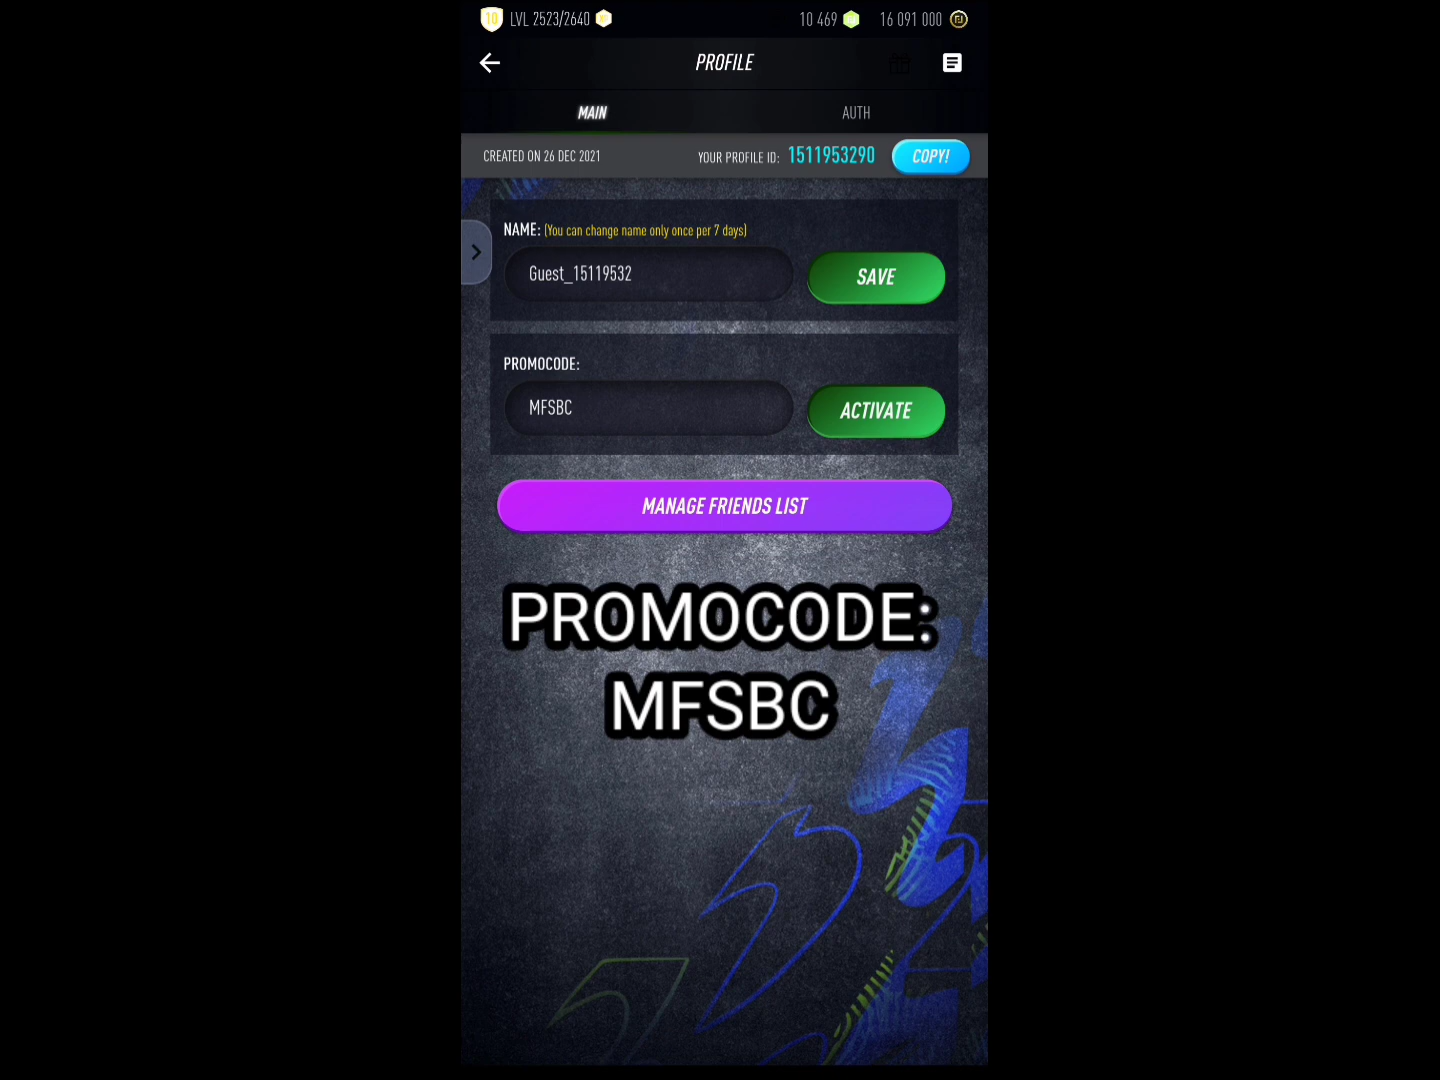 10 LVL 2523/2640 10 469 16 091 000
PROFILE
MAIN AUTH
CREATED ON 26 DEC 2021 YOUR PROFILE ID: 1511953290 COPY!
NAME: (You can change name only once per 7 days)
Guest_15119532 SAVE
PROMOCODE:
MFSBC ACTIVATE
MANAGE FRIENDS LIST
PROMOCODE:
MFSBC